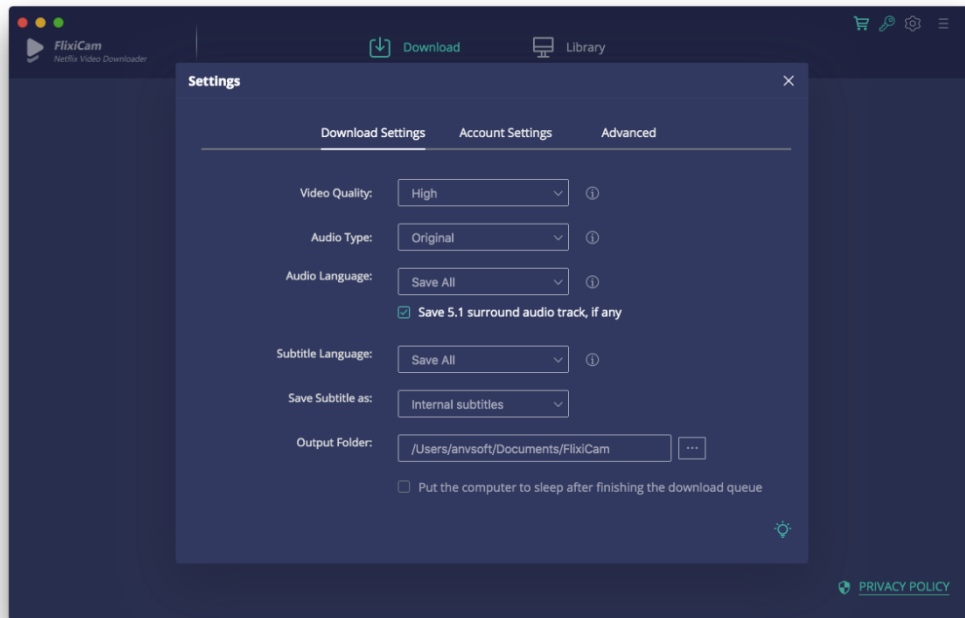 FlixiCam
Netflix Video Downloader
Download
Library
Settings
Download Settings Account Settings Advanced
Video Quality: High
Audio Type: Original
Audio Language: Save All
Save 5.1 surround audio track, if any
Subtitle Language: Save All
Save Subtitle as: Internal subtitles
Output Folder: /Users/anvsoft/Documents/FlixiCam ...
Put the computer to sleep after finishing the download queue
PRIVACY POLICY